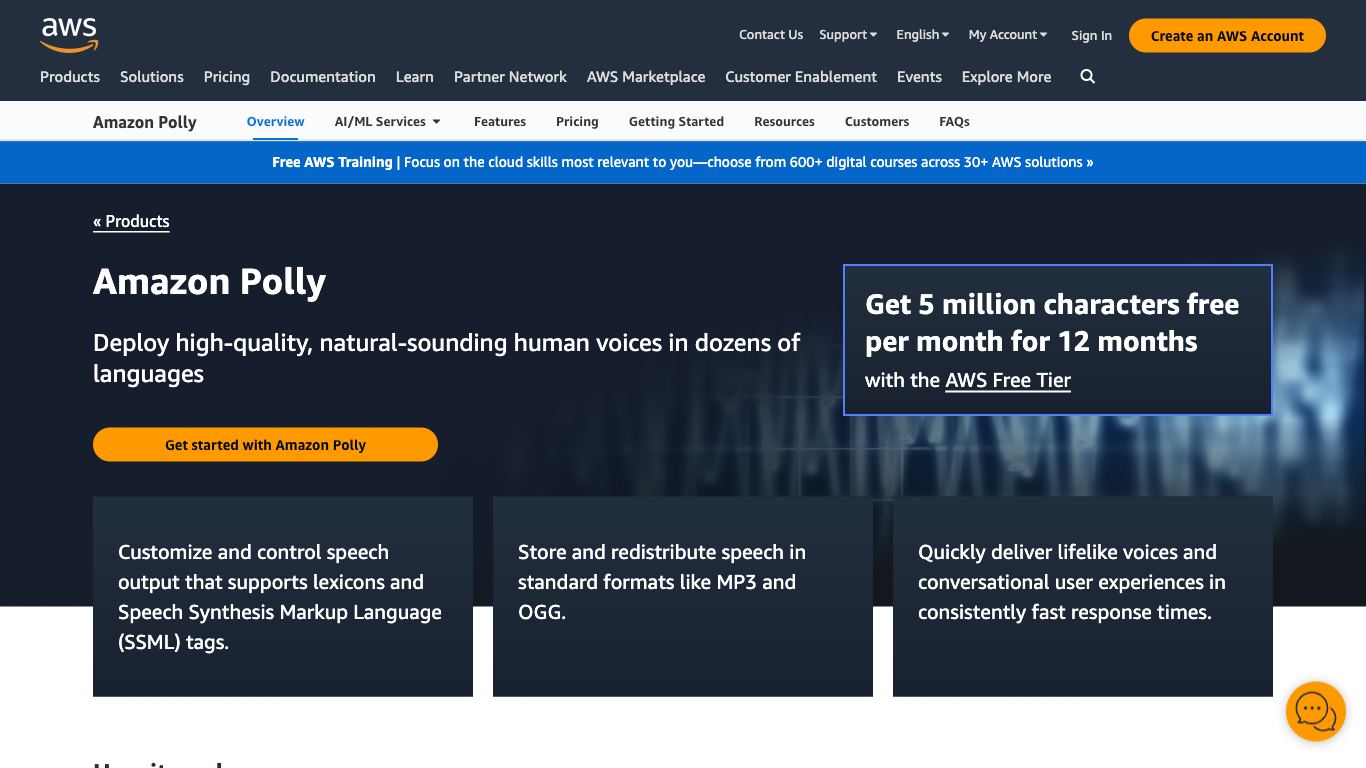 aws
Contact Us Support English My Account Sign In Create an AWS Account
Products Solutions Pricing Documentation Learn Partner Network AWS Marketplace Customer Enablement Events Explore More
Amazon Polly Overview AI/ML Services Features Pricing Getting Started Resources Customers FAQs
Free AWS Training | Focus on the cloud skills most relevant to you—choose from 600+ digital courses across 30+ AWS solutions »
« Products
Amazon Polly
Deploy high-quality, natural-sounding human voices in dozens of
languages
Get started with Amazon Polly
Get 5 million characters free
per month for 12 months
with the AWS Free Tier
Customize and control speech
output that supports lexicons and
Speech Synthesis Markup Language
(SSML) tags.
Store and redistribute speech in
standard formats like MP3 and
OGG.
Quickly deliver lifelike voices and
conversational user experiences in
consistently fast response times.